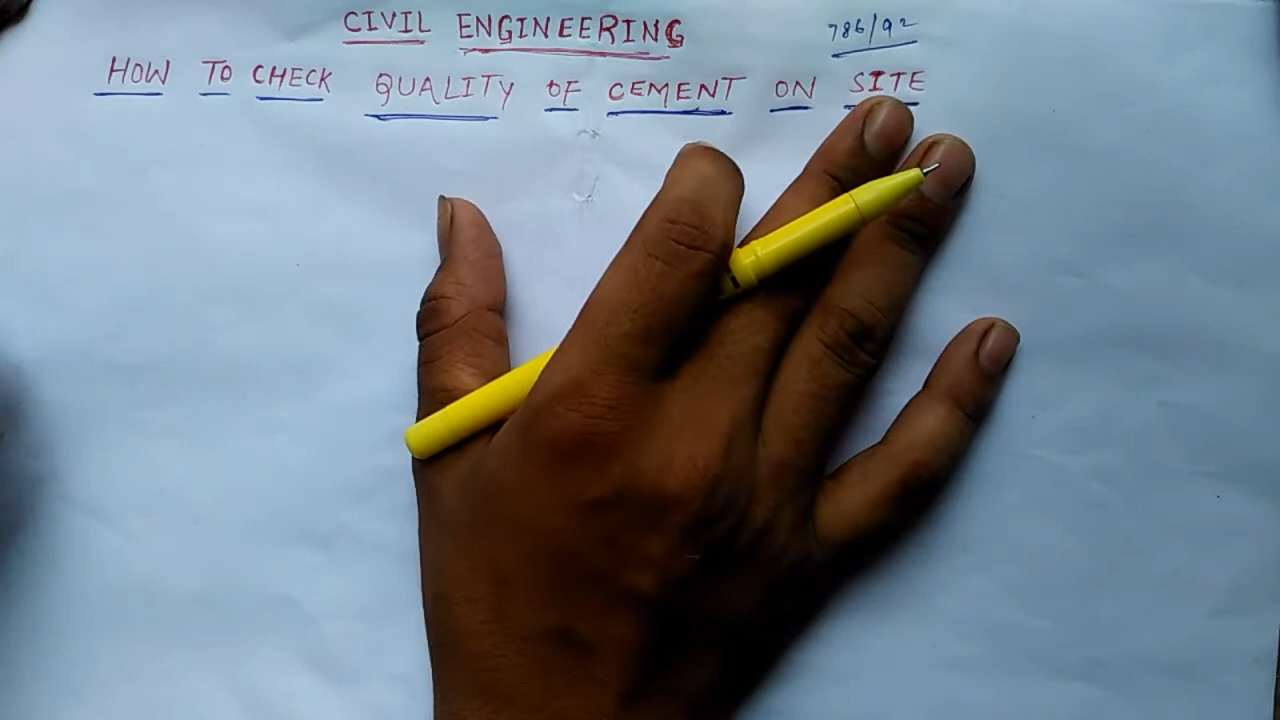 CIVIL ENGINEERING 786/92
HOW TO CHECK QUALITY OF CEMENT ON SITE